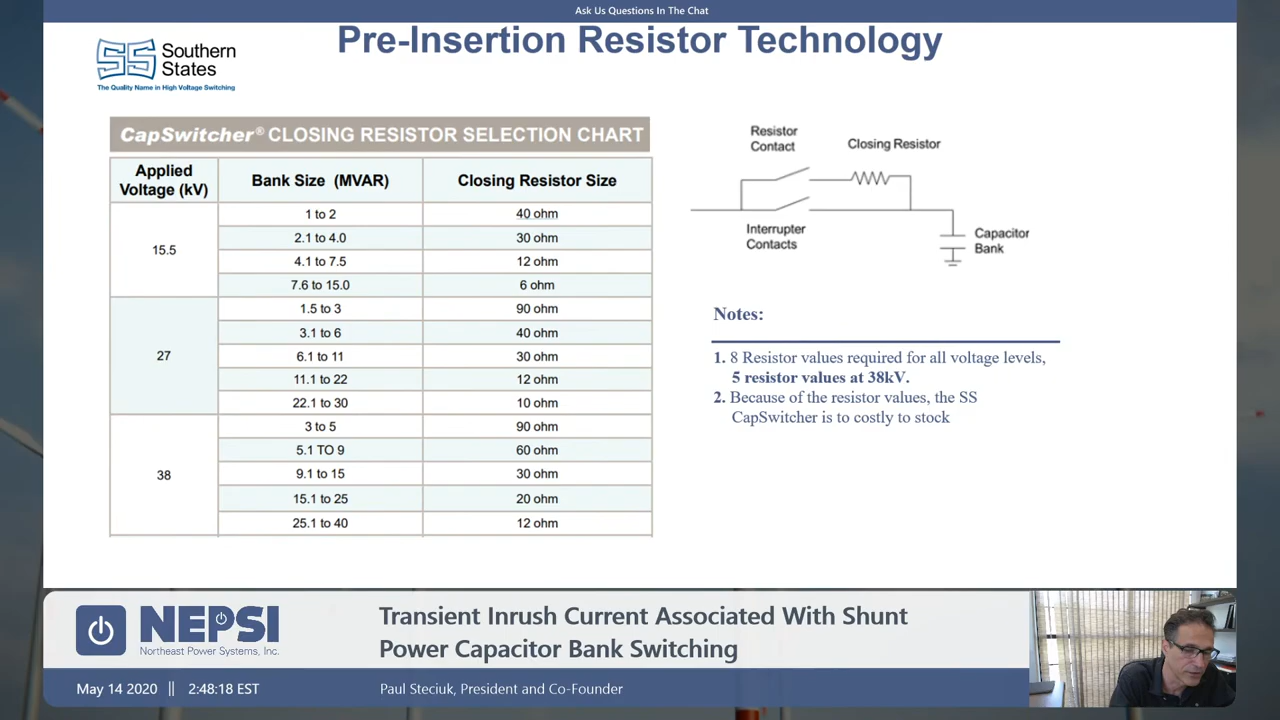 Ask Us Questions In The Chat
Pre-Insertion Resistor Technology
SS Southern
States
The Quality Name in High Voltage Switching
CapSwitcher® CLOSING RESISTOR SELECTION CHART
Applied Voltage (kV) Bank Size (MVAR) Closing Resistor Size
15.5
1 to 2 40 ohm
2.1 to 4.0 30 ohm
4.1 to 7.5 12 ohm
7.6 to 15.0 6 ohm
27
1.5 to 3 90 ohm
3.1 to 6 40 ohm
6.1 to 11 30 ohm
11.1 to 22 12 ohm
22.1 to 30 10 ohm
38
3 to 5 90 ohm
5.1 TO 9 60 ohm
9.1 to 15 30 ohm
15.1 to 25 20 ohm
25.1 to 40 12 ohm
Resistor
Contact
Closing Resistor
Interrupter
Contacts
Capacitor
Bank
Notes:
1. 8 Resistor values required for all voltage levels,
5 resistor values at 38kV.
2. Because of the resistor values, the SS
CapSwitcher is to costly to stock
NEPSI
Northeast Power Systems, Inc.
Transient Inrush Current Associated With Shunt
Power Capacitor Bank Switching
May 14 2020 || 2:48:18 EST
Paul Steciuk, President and Co-Founder